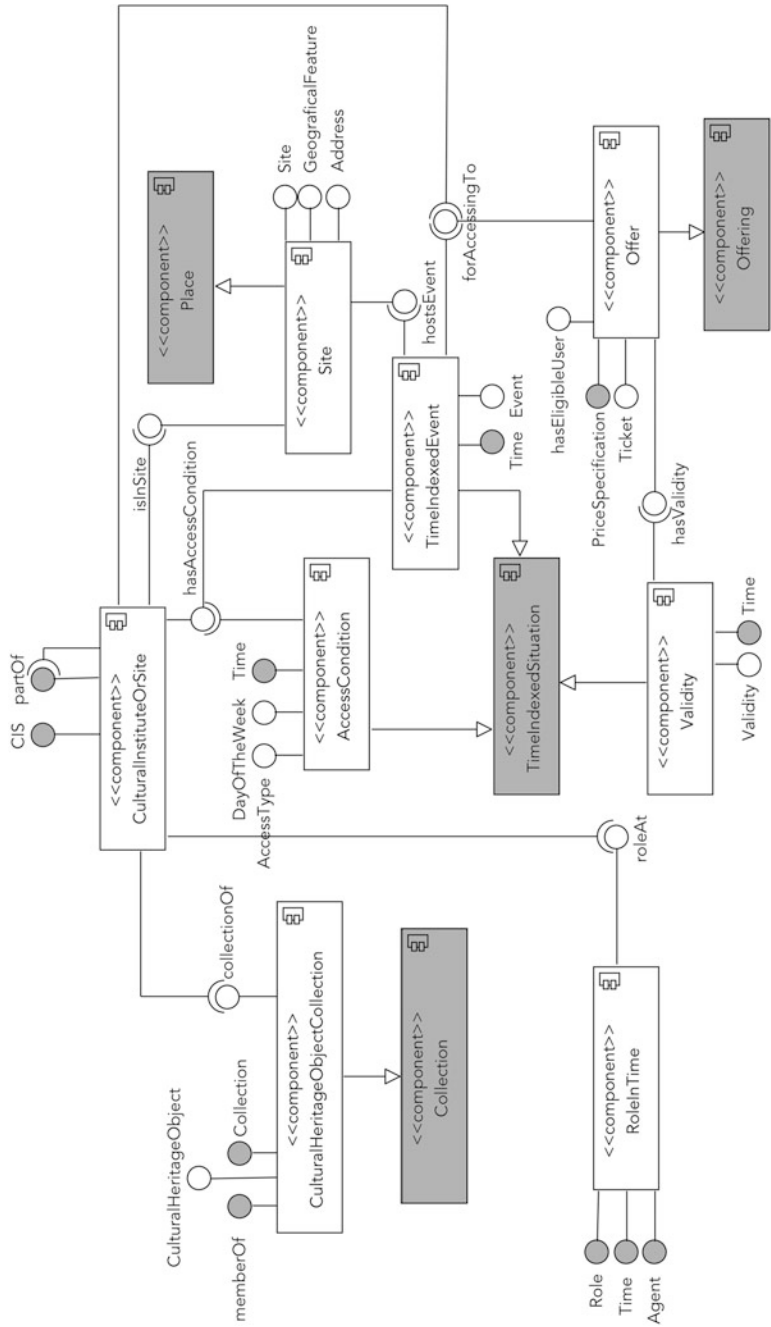 CIS
partOf
<<component>>
CulturalInstituteOrSite
isInSite
<<component>>
Place
Site
GeograficalFeature
Address
<<component>>
Site
hostsEvent
hasAccessCondition
collectionOf
CulturalHeritageObject
memberOf
Collection
<<component>>
CulturalHeritageObjectCollection
<<component>>
Collection
AccessType
DayOfTheWeek
Time
<<component>>
AccessCondition
<<component>>
TimeIndexedEvent
Time
Event
forAccessingTo
<<component>>
TimeIndexedSituation
roleAt
Role
Time
Agent
<<component>>
RoleInTime
<<component>>
Validity
Validity
Time
hasValidity
hasEligibleUser
PriceSpecification
Ticket
<<component>>
Offer
<<component>>
Offering